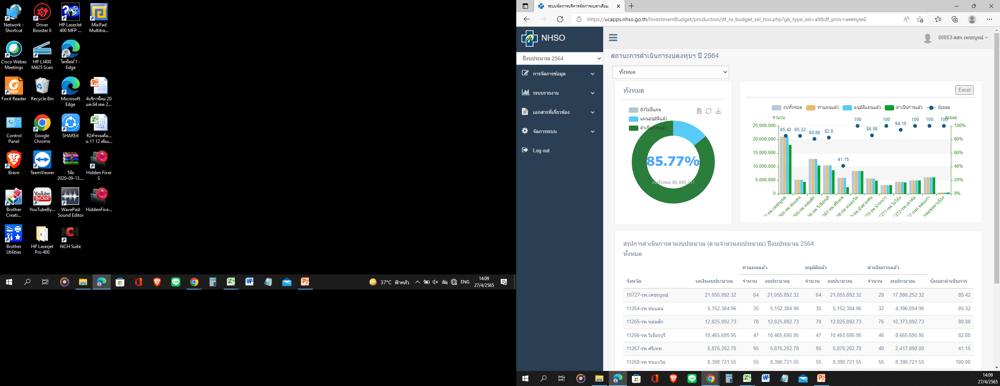 Network - Shortcut
Driver Booster 6
HP LaserJet 400 MFP ...
MixPad Multitra...
Cisco Webex Meetings
HP LJ400 M425 Scan
โพรไฟล์ 1 - Edge
Foxit Reader
Recycle Bin
Microsoft Edge
4บริการใหม่ 20 มค.64 เขต 2...
Control Panel
Google Chrome
SHAREit
R2สำรวจเพื่อ... ฉ 11 12 เพิ่มเ...
Brave
TeamViewer
วิจัย 2020-09-13....
Hidden Fixer S
Brother Creati...
YouTubeBy...
WavePad Sound Editor
HiddenFixe...
Brother Utilities
HP Laserjet Pro 400
NCH Suite
37°C ฟ้าหลัว
ENG
14:09
27/4/2565
ระบบจัดการบริหารจัดการงบค่าเสื่อม
https://ucapps.nhso.go.th/InvestmentBudget/production/df_re_budget_sel_hos.php?gb_type_sel=all&df_prov=เพชรบูรณ์
NHSO
00053-สสจ.เพชรบูรณ์
ปีงบประมาณ 2564
การจัดการข้อมูล
ระบบรายงาน
เอกสารที่เกี่ยวข้อง
จัดการระบบ
Log out
สถานะการดำเนินการงบลงทุนฯ ปี 2564
ทั้งหมด
ทั้งหมด
ยังไม่มีแผน
แผนอนุมัติแล้ว
ดำเนินการแล้ว
85.77%
งบทั้งหมด 88,400,231
Excel
งบทั้งหมด ทำแผนแล้ว อนุมัติแผนแล้ว ดำเนินการแล้ว ร้อยละ
จำนวน
ร้อยละ
25,000,000
20,000,000
15,000,000
10,000,000
5,000,000
0
85.42 85.32 80.88 82.8 41.15 100 86.06 100 94.15 100 100 100
100%
80%
60%
40%
20%
0%
7-รพ.เพชรบูรณ์
264-รพ.ชนแดน
265-รพ.หล่มสัก
66-รพ.วิเชียรบุรี
1267-รพ.ศรีเทพ
68-รพ.หนองไผ่
9-รพ.บึงสามพัน
270-รพ.น้ำหนาว
1271-รพ.วังโป่ง
1272-รพ.เขาค้อ
57-รพร.หล่มเก่า
ยพ่อขุนผาเมือง
สรุปการดำเนินการตามงบประมาณ (ตามจำนวนงบประมาณ) ปีงบประมาณ 2564
ทั้งหมด
ทำแผนแล้ว อนุมัติแล้ว ดำเนินการแล้ว
จังหวัด วงเงินงบประมาณ จำนวน งบประมาณ จำนวน งบประมาณ จำนวน งบประมาณ ร้อยละดำเนินการ
10727-รพ.เพชรบูรณ์ 21,055,892.32 64 21,055,892.32 64 21,055,892.32 28 17,986,252.32 85.42
11264-รพ.ชนแดน 5,152,384.96 35 5,152,384.96 35 5,152,384.96 32 4,396,094.96 85.32
11265-รพ.หล่มสัก 12,825,892.73 78 12,825,892.73 78 12,825,892.73 76 10,373,892.73 80.88
11266-รพ.วิเชียรบุรี 10,465,695.95 47 10,465,695.95 47 10,465,695.95 46 8,665,695.95 82.80
11267-รพ.ศรีเทพ 5,876,202.70 95 5,876,202.70 95 5,876,202.70 40 2,417,890.00 41.15
11268-รพ.หนองไผ่ 8,390,721.55 55 8,390,721.55 55 8,390,721.55 55 8,390,721.55 100.00
14:09
27/4/2565